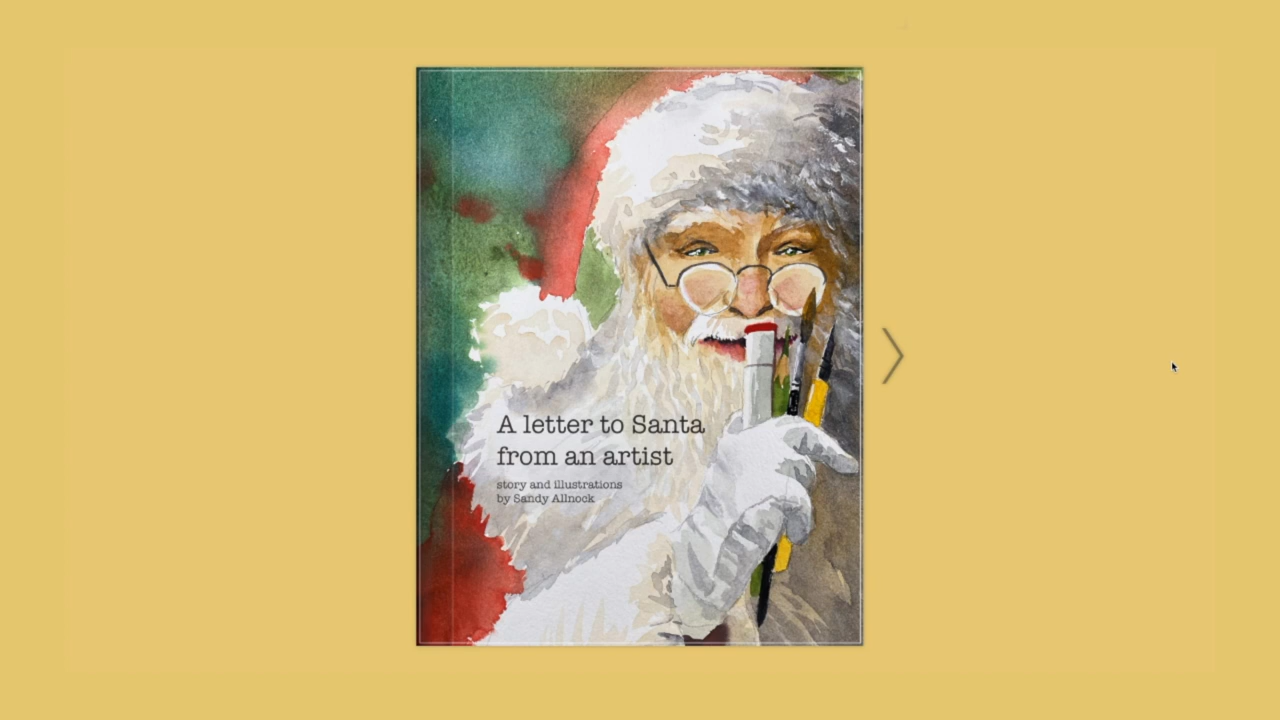 A letter to Santa
from an artist
story and illustrations
by Sandy Allnock